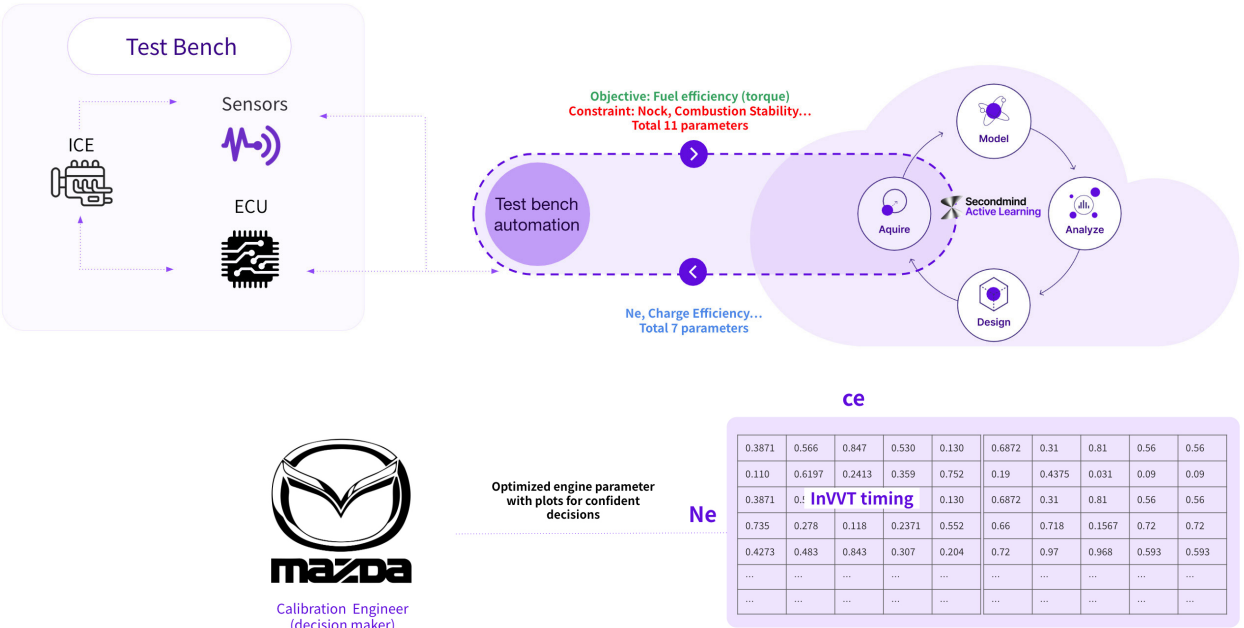 Test Bench
Sensors
ICE
ECU
Objective: Fuel efficiency (torque)
Constraint: Nock, Combustion Stability...
Total 11 parameters
Test bench
automation
Ne, Charge Efficiency...
Total 7 parameters
Model
Aquire
Secondmind
Active Learning
Analyze
Design
ce
Ne
0.3871 0.566 0.847 0.530 0.130 0.6872 0.31 0.81 0.56 0.56
0.110 0.6197 0.2413 0.359 0.752 0.19 0.4375 0.031 0.09 0.09
0.3871 InVVT timing 0.130 0.6872 0.31 0.81 0.56 0.56
0.735 0.278 0.118 0.2371 0.552 0.66 0.718 0.1567 0.72 0.72
0.4273 0.483 0.843 0.307 0.204 0.72 0.97 0.968 0.593 0.593
... ... ... ... ... ... ... ... ... ...
... ... ... ... ... ... ... ... ... ...
Optimized engine parameter
with plots for confident
decisions
mazda
Calibration Engineer
(decision maker)